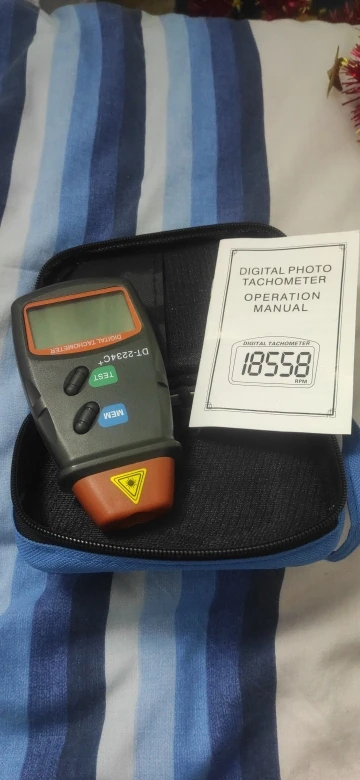 DIGITAL PHOTO
TACHOMETER
OPERATION
MANUAL
DIGITAL TACHOMETER
18558
RPM
DIGITAL TACHOMETER
DT-2234C+
TEST
MEM